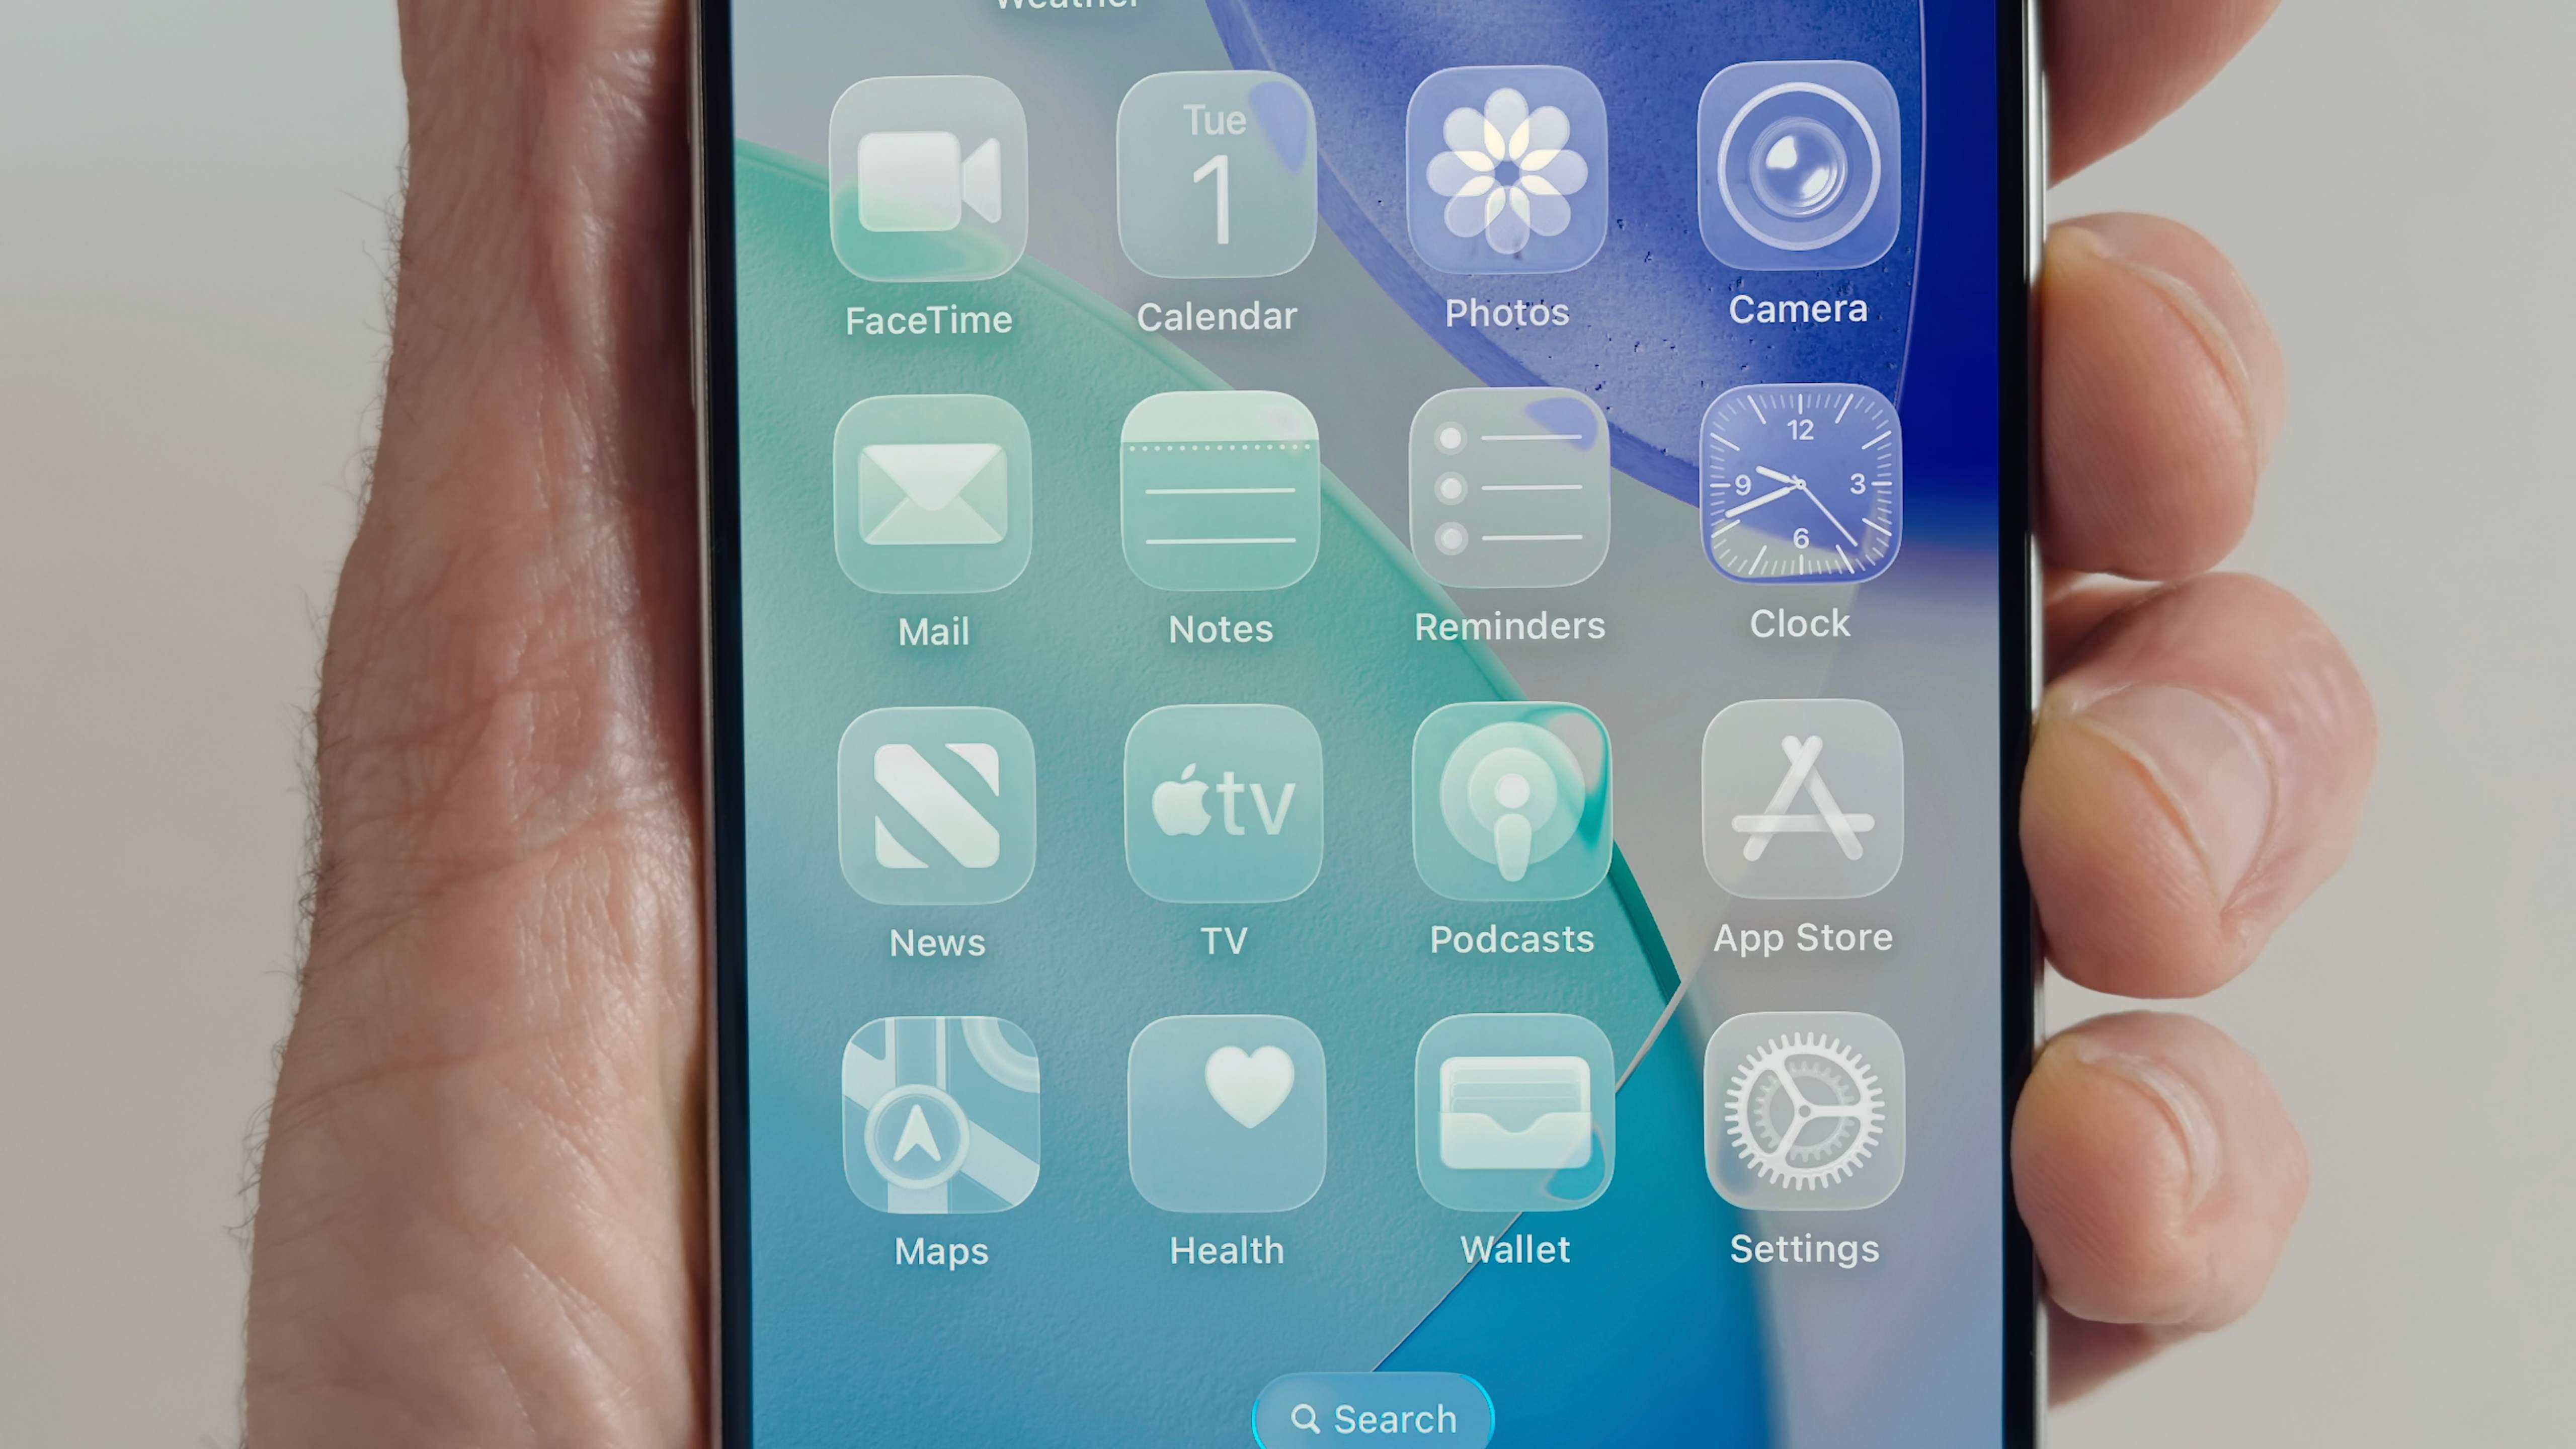 Weather
Tue
1
FaceTime
Calendar
Photos
Camera
12
9
3
6
Mail
Notes
Reminders
Clock
tv
News
TV
Podcasts
App Store
Maps
Health
Wallet
Settings
Search